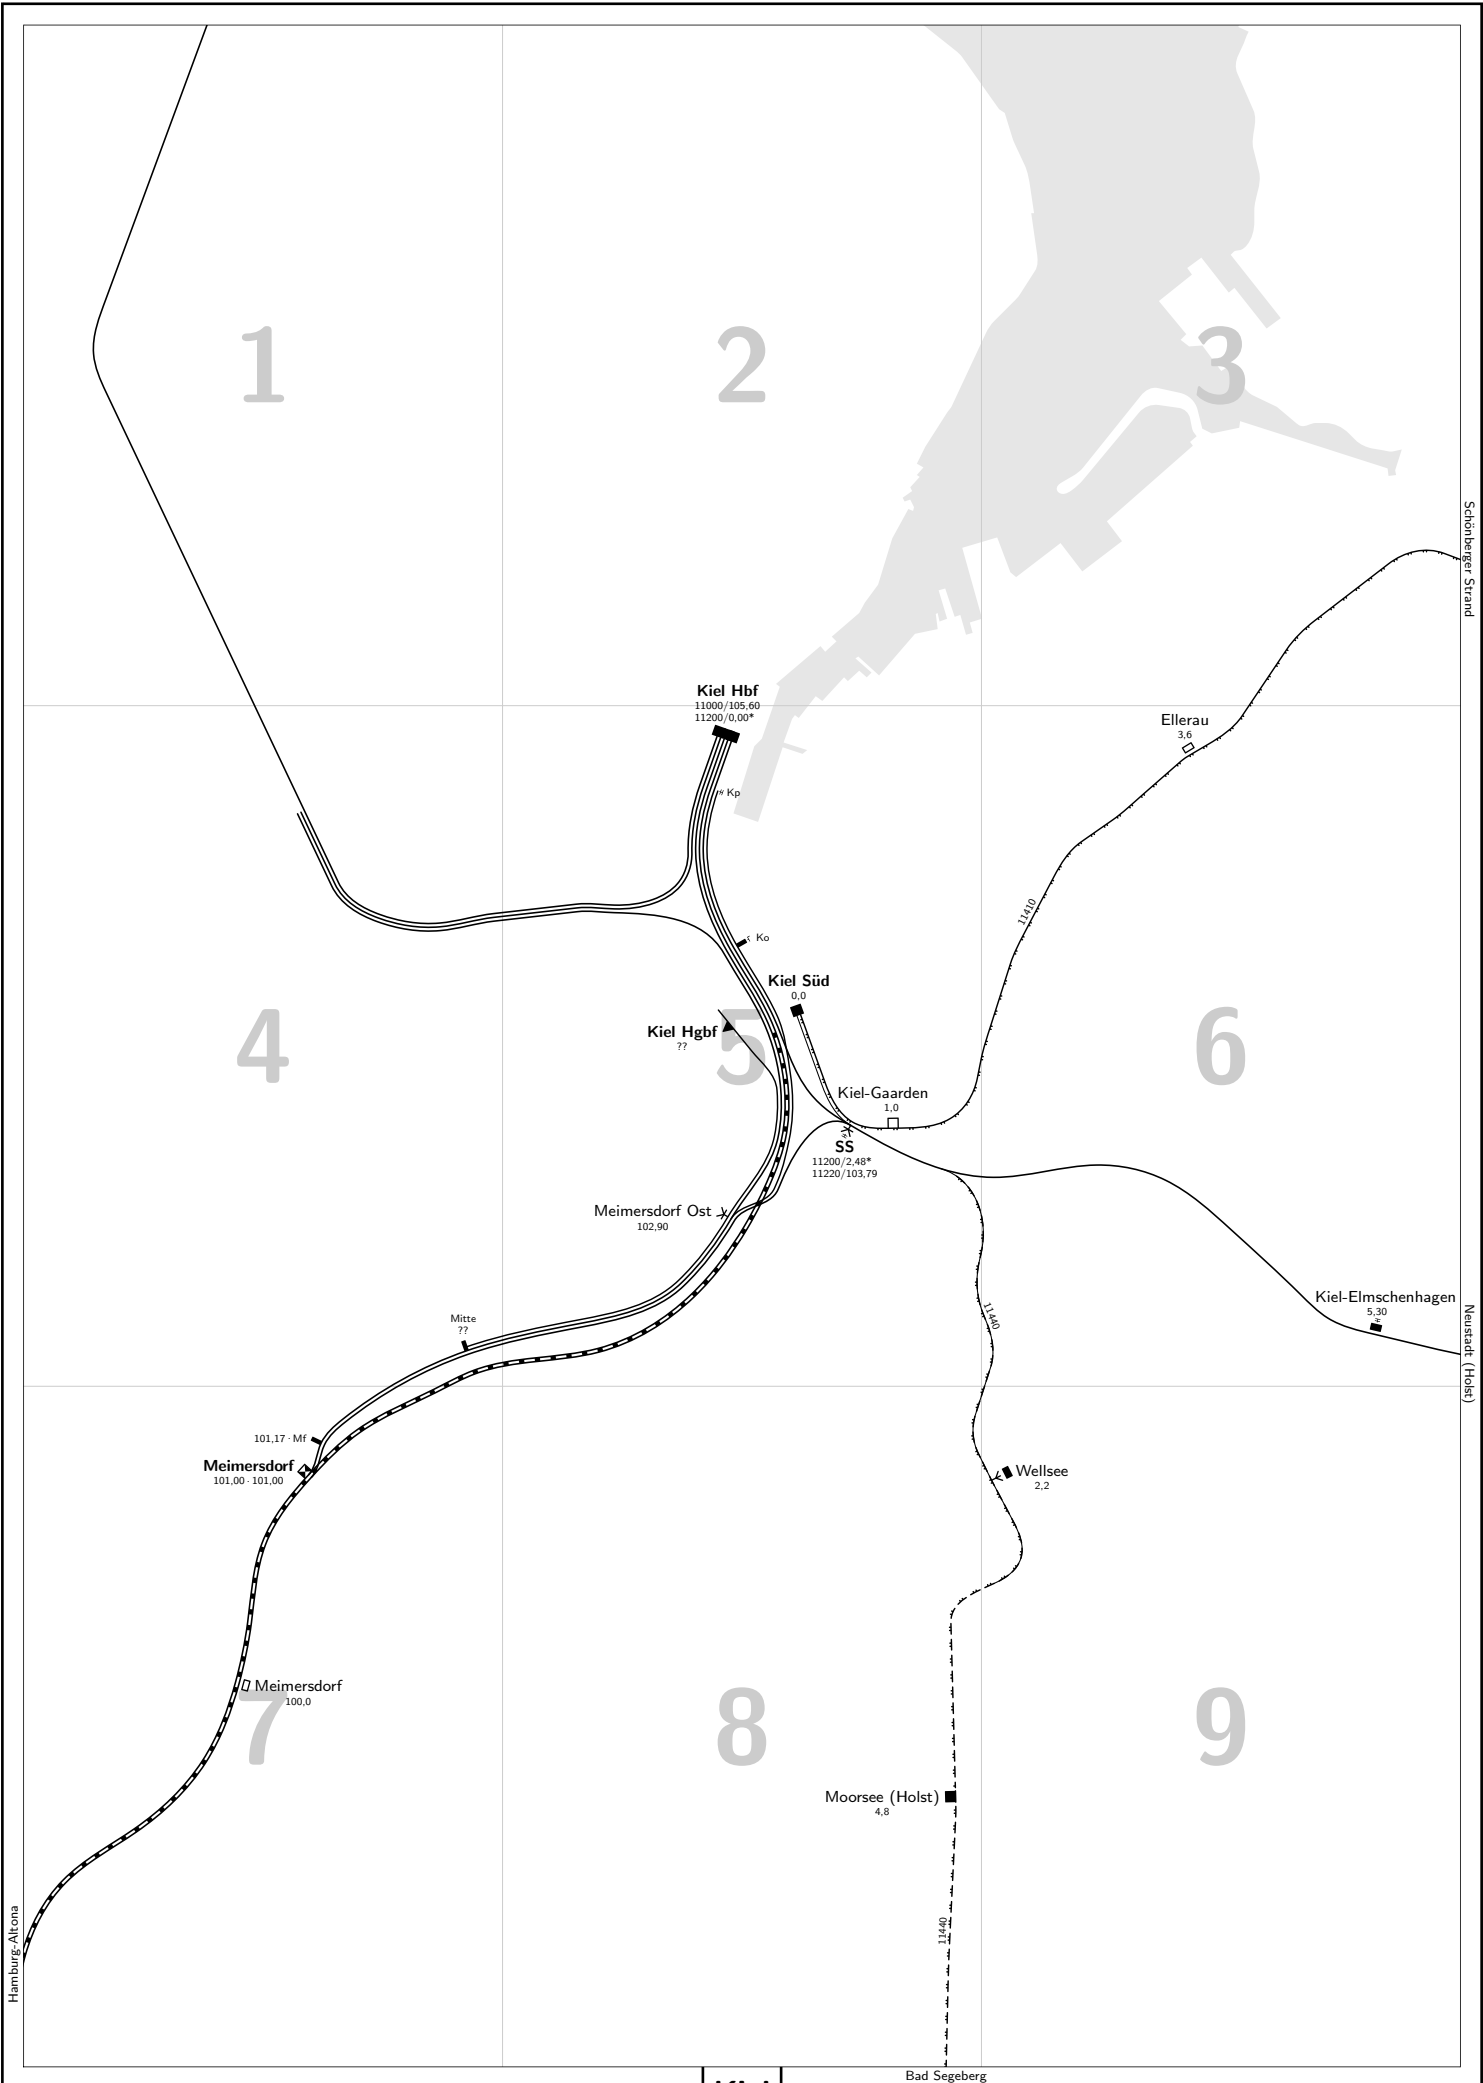 1
2
3
Schönberger Strand
Kiel Hbf
11000/105,60
11200/0,00*
Ellerau
3,6
Kp
11410
Ko
Kiel Süd
0,0
4
Kiel Hgbf
??
5
6
Kiel-Gaarden
1,0
SS
11200/2,48*
11220/103,79
Meimersdorf Ost
102,90
Kiel-Elmschenhagen
5,30
11440
Neustadt (Holst)
Mitte
??
101,17 · Mf
Meimersdorf
101,00 · 101,00
Wellsee
2,2
Meimersdorf
100,0
7
8
9
Moorsee (Holst)
4,8
11440
Hamburg-Altona
Bad Segeberg